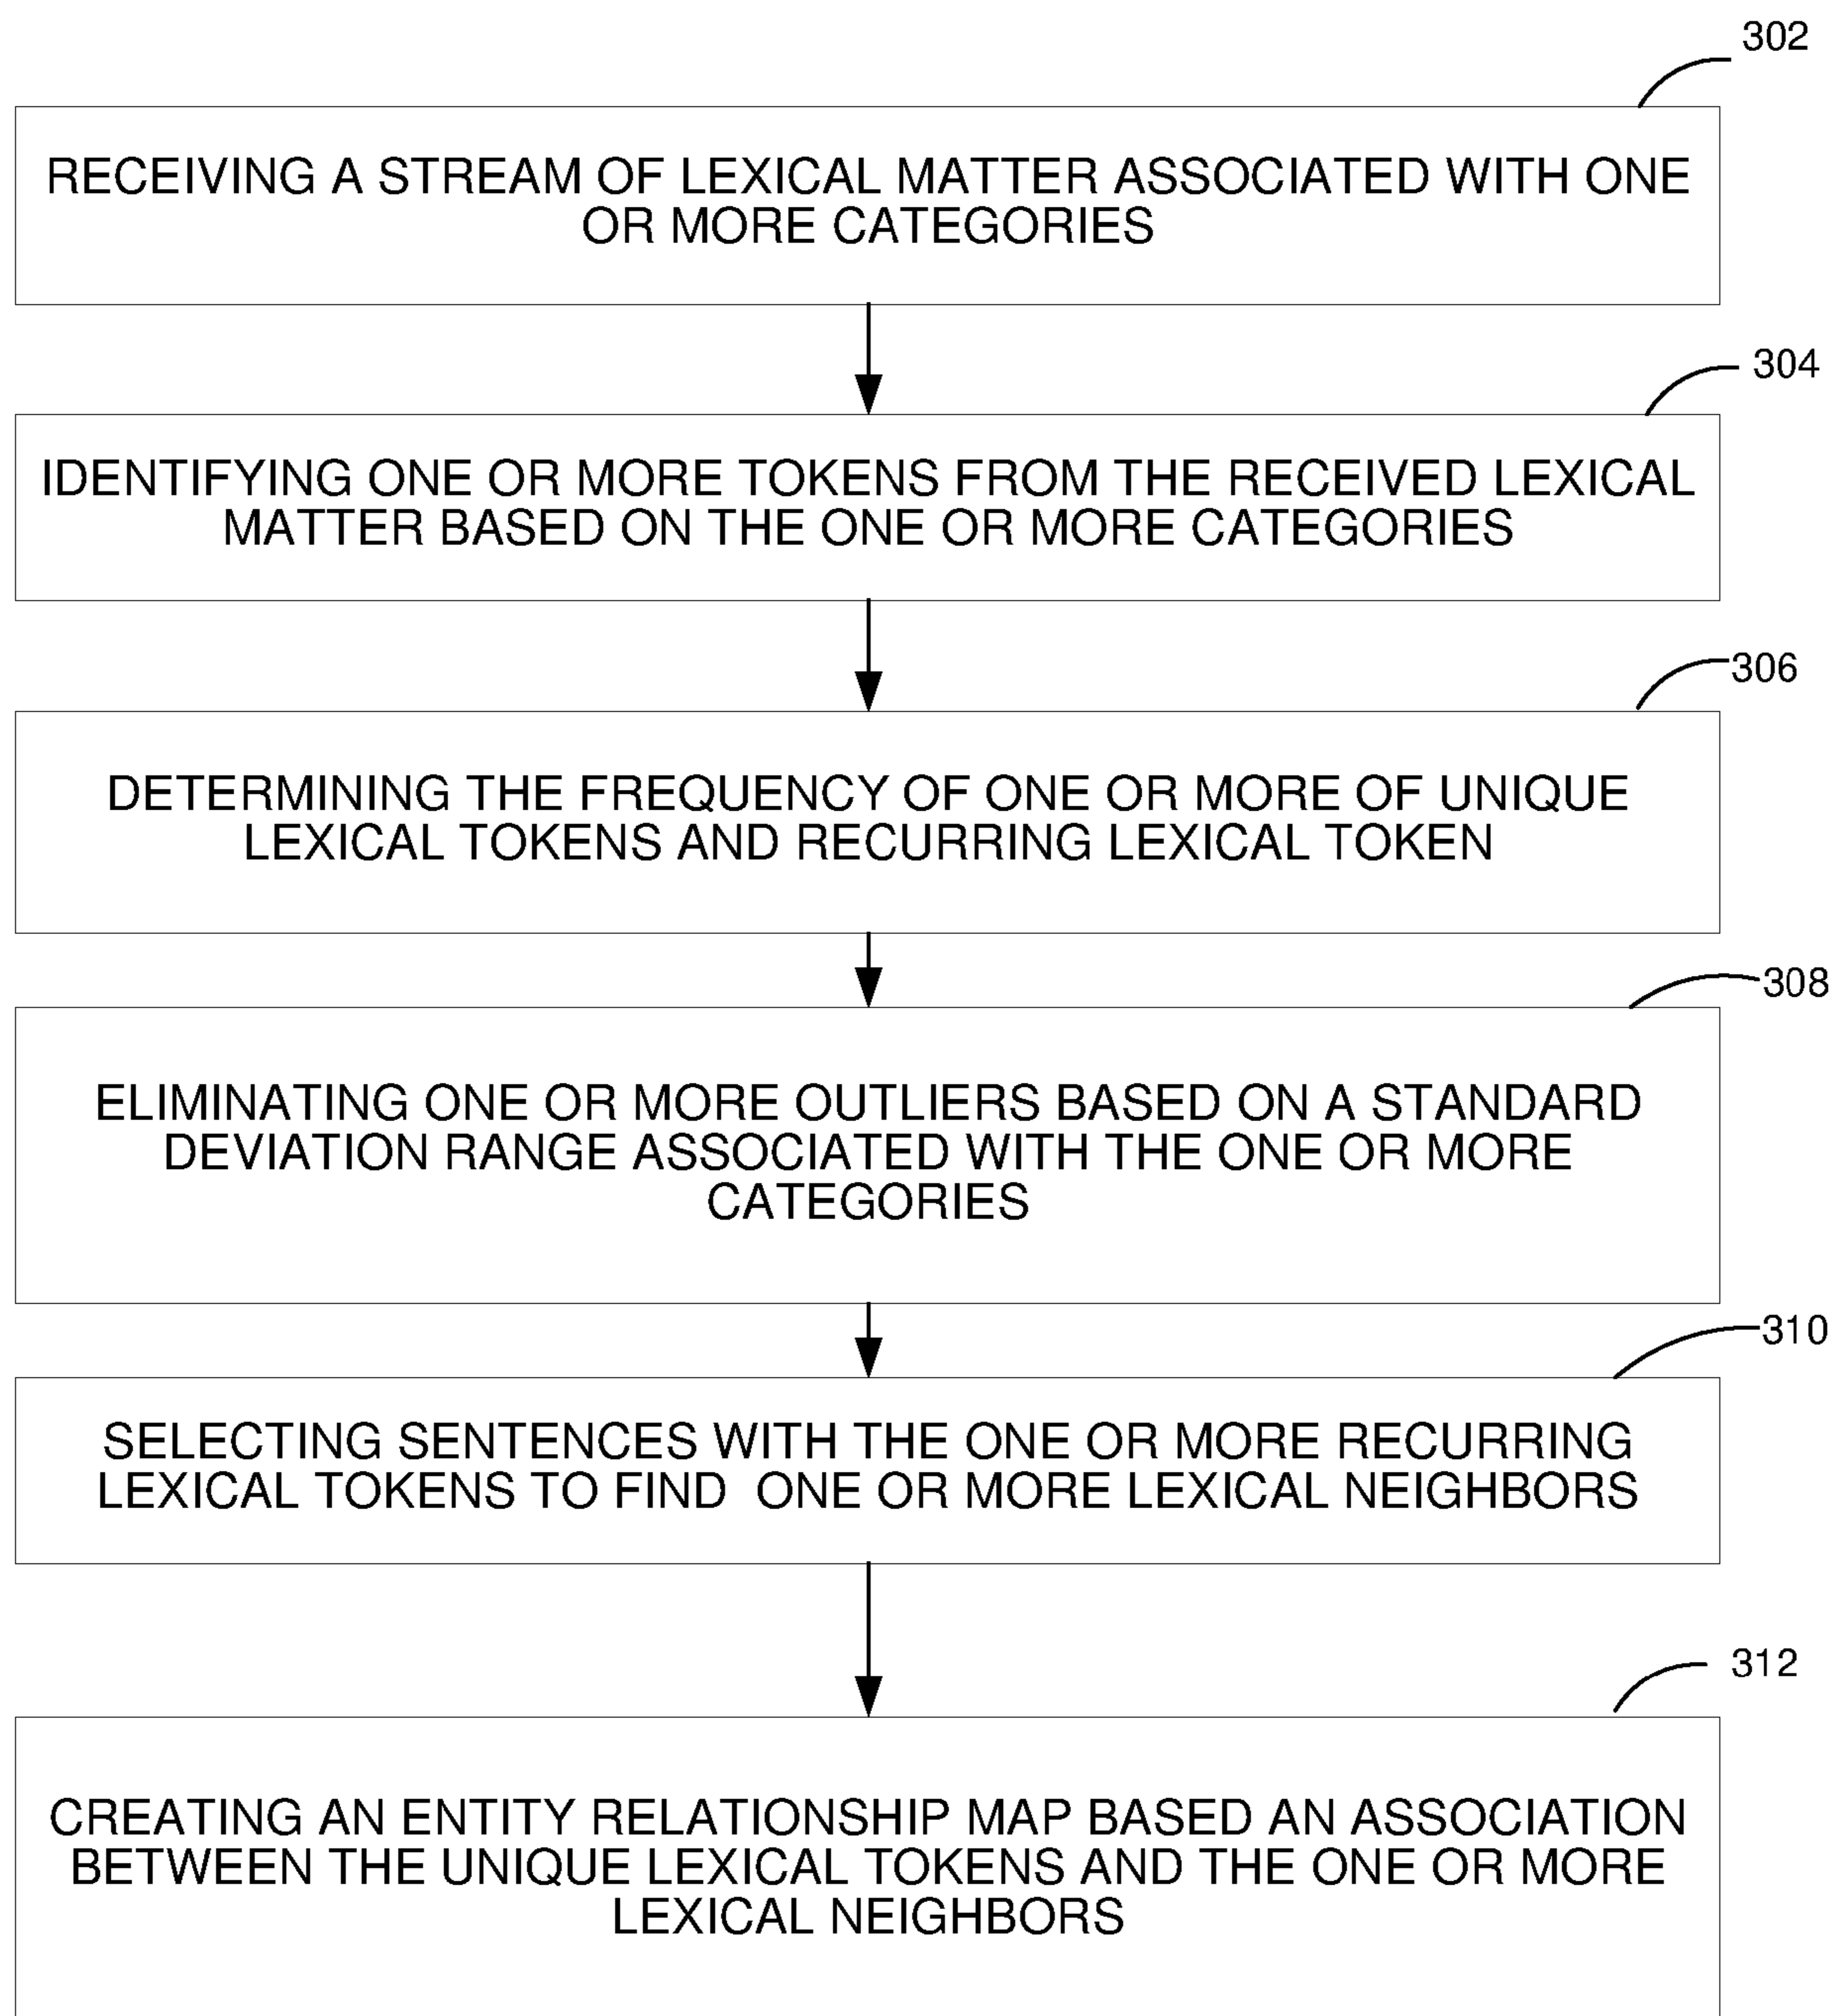 302
RECEIVING A STREAM OF LEXICAL MATTER ASSOCIATED WITH ONE
OR MORE CATEGORIES
304
IDENTIFYING ONE OR MORE TOKENS FROM THE RECEIVED LEXICAL
MATTER BASED ON THE ONE OR MORE CATEGORIES
306
DETERMINING THE FREQUENCY OF ONE OR MORE OF UNIQUE
LEXICAL TOKENS AND RECURRING LEXICAL TOKEN
308
ELIMINATING ONE OR MORE OUTLIERS BASED ON A STANDARD
DEVIATION RANGE ASSOCIATED WITH THE ONE OR MORE
CATEGORIES
310
SELECTING SENTENCES WITH THE ONE OR MORE RECURRING
LEXICAL TOKENS TO FIND  ONE OR MORE LEXICAL NEIGHBORS
312
CREATING AN ENTITY RELATIONSHIP MAP BASED AN ASSOCIATION
BETWEEN THE UNIQUE LEXICAL TOKENS AND THE ONE OR MORE
LEXICAL NEIGHBORS